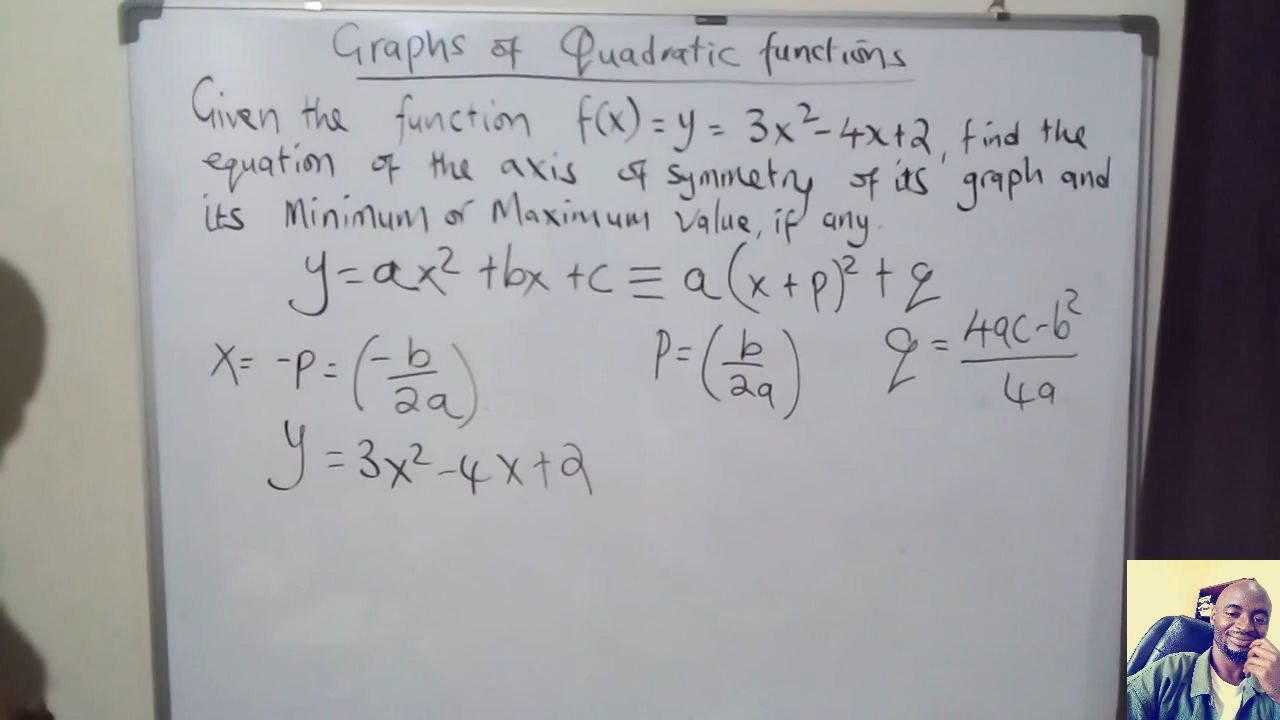 Graphs of Quadratic functions
Given the function f(x) = y = 3x² - 4x + 2, find the
equation of the axis of symmetry of its graph and
its Minimum or Maximum value, if any.
y = ax² + bx + c ≡ a(x + p)² + q
x = -p = (-b/2a) p = (b/2a) q = 4ac - b²/4a
y = 3x² - 4x + 2